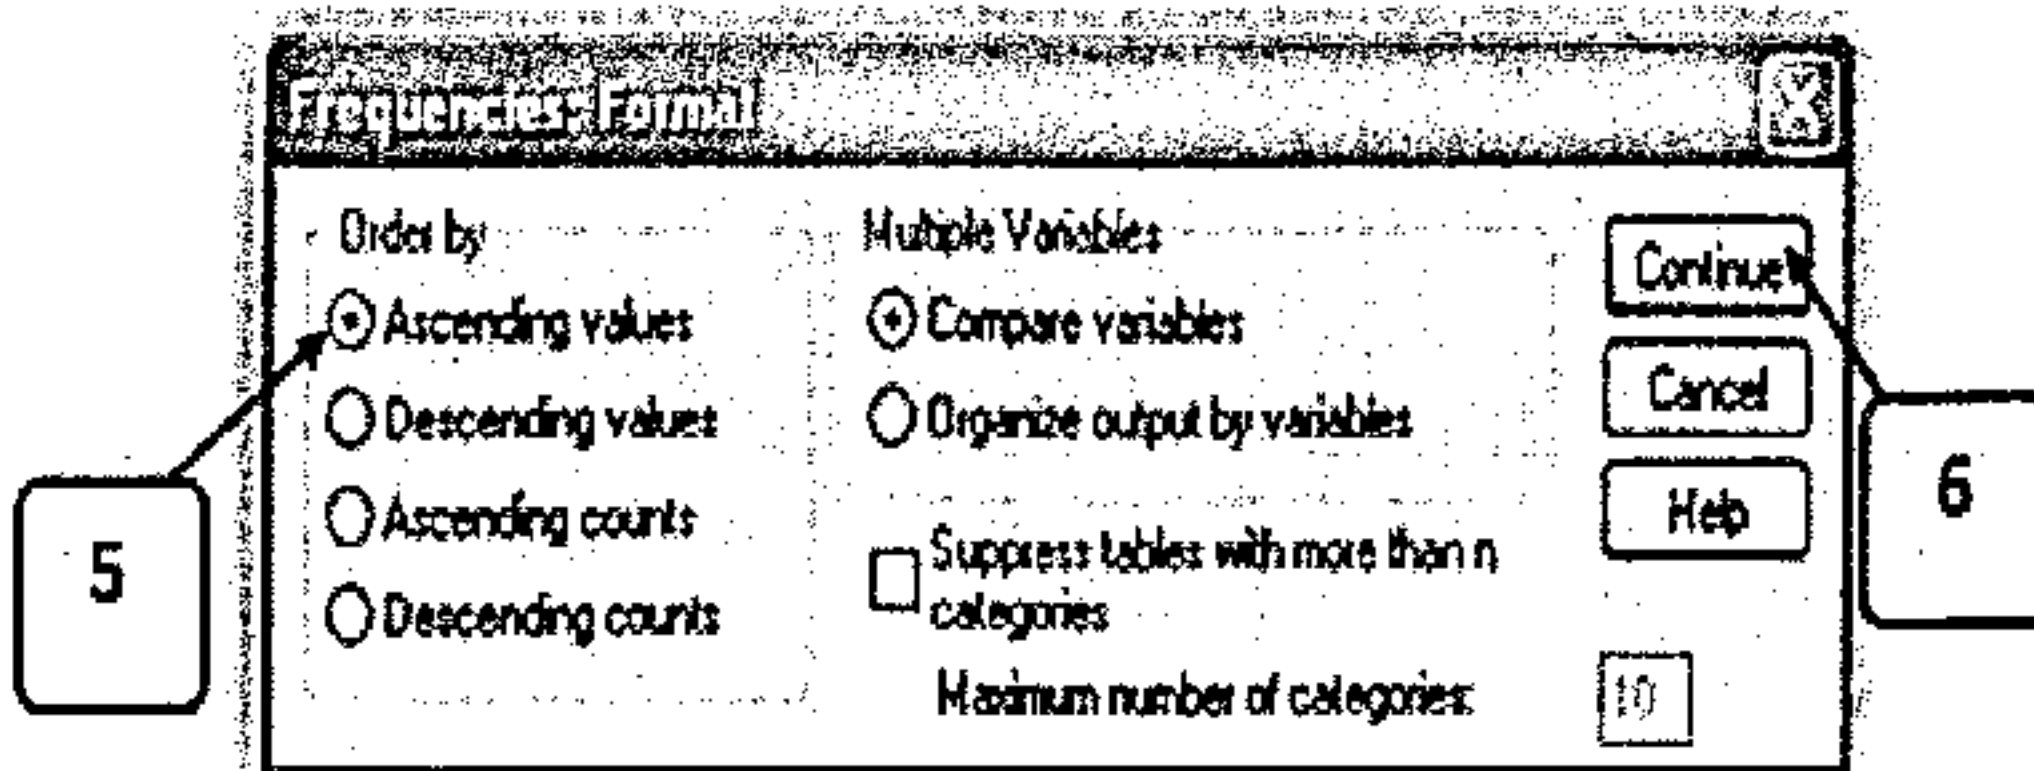 Frequencies: Format
Order by
Ascending values
Descending values
Ascending counts
Descending counts
Multiple Variables
Compare variables
Organize output by variables
Suppress tables with more than n
categories
Maximum number of categories:
10
Continue
Cancel
Help
5
6